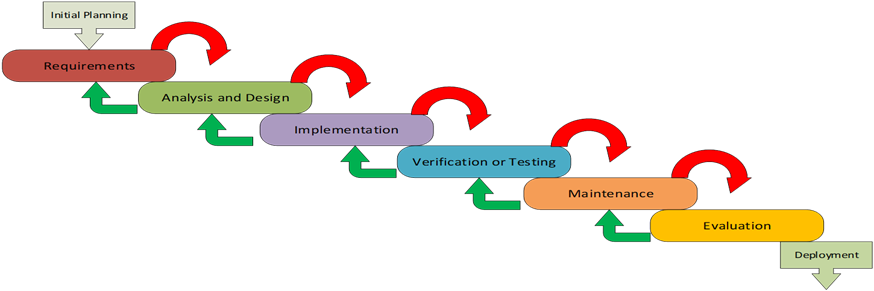 Initial Planning
Requirements
Analysis and Design
Implementation
Verification or Testing
Maintenance
Evaluation
Deployment